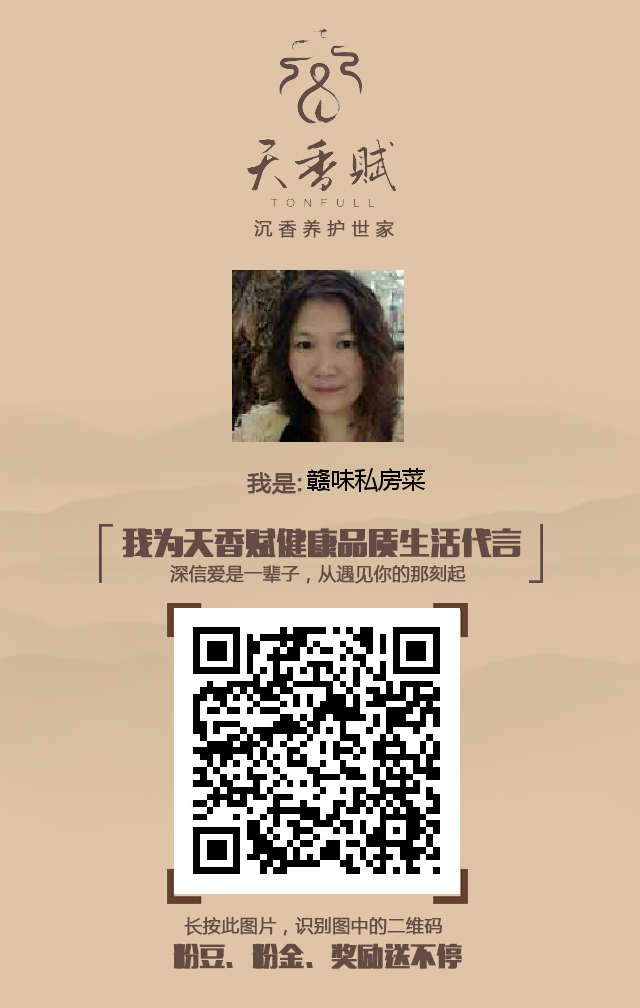 天香赋
TONFULL
沉香养护世家
我是:赣味私房菜
我为天香赋健康品质生活代言
深信爱是一辈子，从遇见你的那刻起
长按此图片，识别图中的二维码
粉豆、粉金、奖励送不停